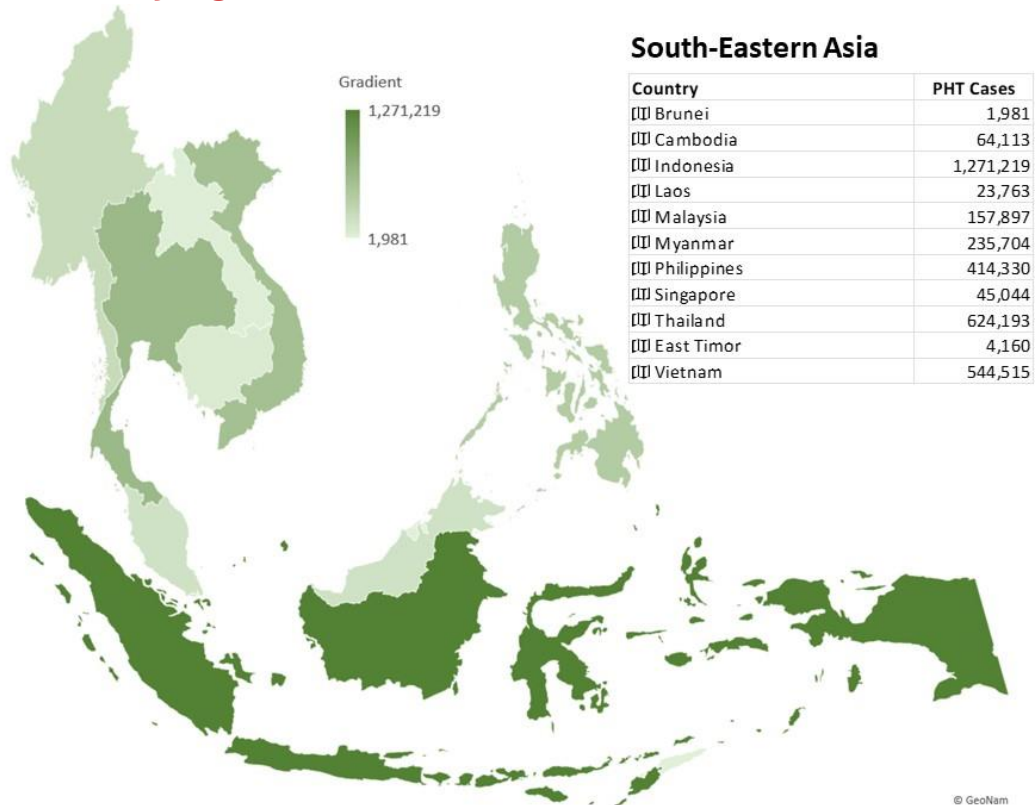 South-Eastern Asia
Gradient
1,271,219
1,981
Country PHT Cases
Brunei 1,981
Cambodia 64,113
Indonesia 1,271,219
Laos 23,763
Malaysia 157,897
Myanmar 235,704
Philippines 414,330
Singapore 45,044
Thailand 624,193
East Timor 4,160
Vietnam 544,515
© GeoNam